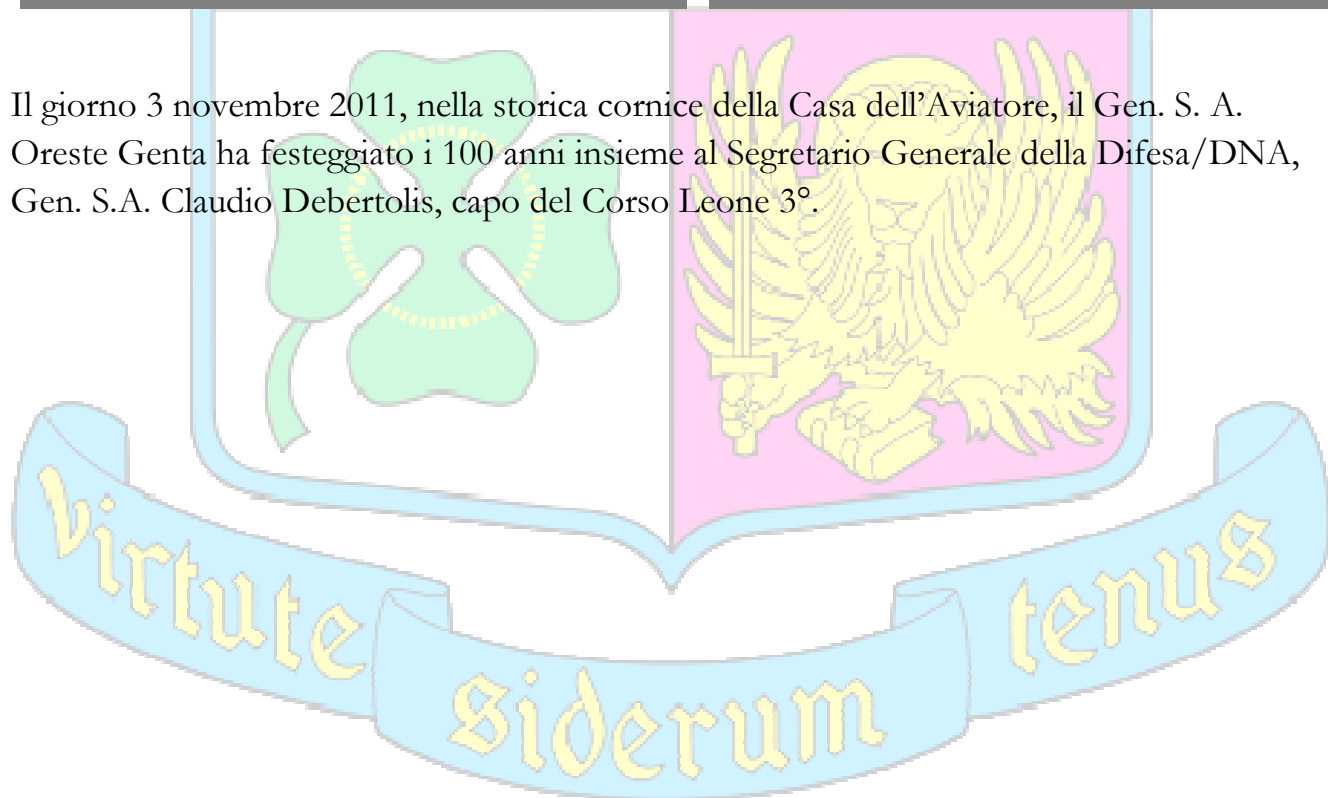 Il giorno 3 novembre 2011, nella storica cornice della Casa dell’Aviatore, il Gen. S. A.
Oreste Genta ha festeggiato i 100 anni insieme al Segretario Generale della Difesa/DNA,
Gen. S.A. Claudio Debertolis, capo del Corso Leone 3°.
virtute
siderum
tenus